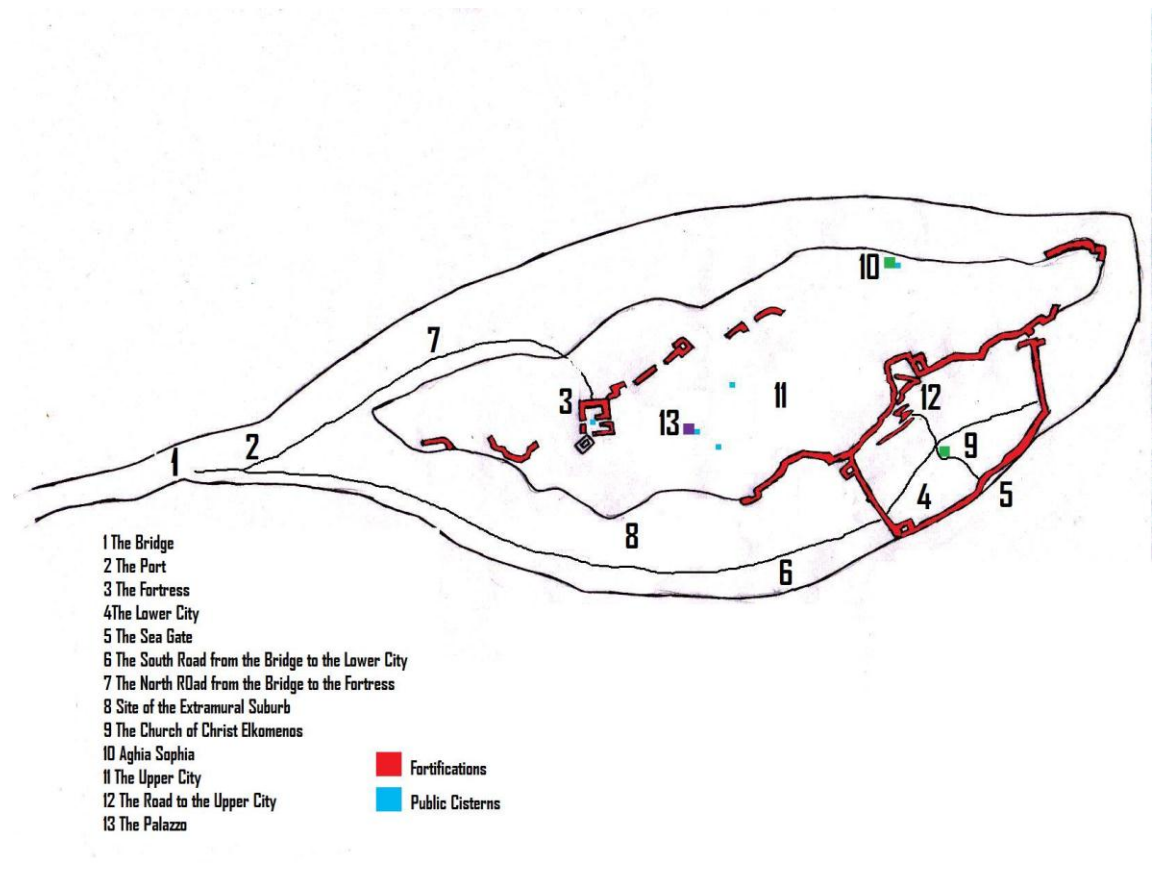 10
7
3
11
12
13
2
1
9
4
5
8
6
1 The Bridge
2 The Port
3 The Fortress
4The Lower City
5 The Sea Gate
6 The South Road from the Bridge to the Lower City
7 The North ROad from the Bridge to the Fortress
8 Site of the Extramural Suburb
9 The Church of Christ Elkomenos
10 Aghia Sophia
11 The Upper City
12 The Road to the Upper City
13 The Palazzo
Fortifications
Public Cisterns